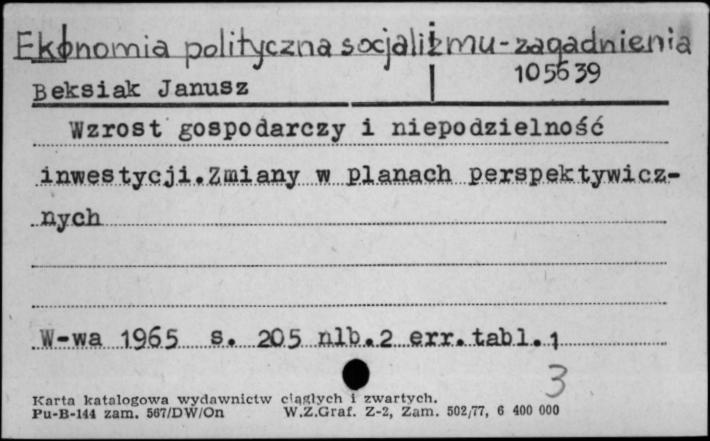 Ekonomia polityczna socjaliżmu-zagadnienia
105639
Beksiak Janusz
Wzrost gospodarczy i niepodzielność
inwestycji.Zmiany w planach perspektywicz-
nych
W-wa 1965 s. 205 nlb.2 err.tabl.1
3
Karta katalogowa wydawnictw ciągłych i zwartych.
Pu-B-144 zam. 567/DW/On W.Z.Graf. Z-2, Zam. 502/77, 6 400 000